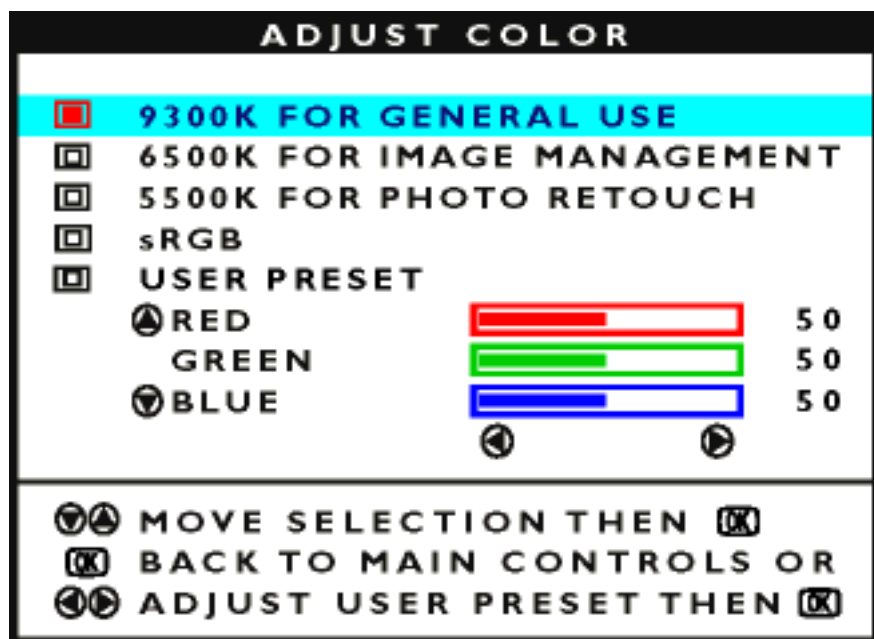 ADJUST COLOR
9300K FOR GENERAL USE
6500K FOR IMAGE MANAGEMENT
5500K FOR PHOTO RETOUCH
sRGB
USER PRESET
RED 50
GREEN 50
BLUE 50
MOVE SELECTION THEN OK
OK BACK TO MAIN CONTROLS OR
ADJUST USER PRESET THEN OK